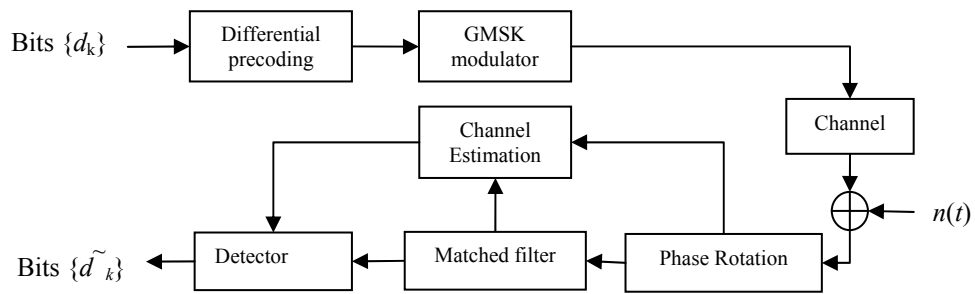 Bits {d_k}
Differential
precoding
GMSK
modulator
Channel
Channel
Estimation
n(t)
Bits {d̃_k}
Detector
Matched filter
Phase Rotation